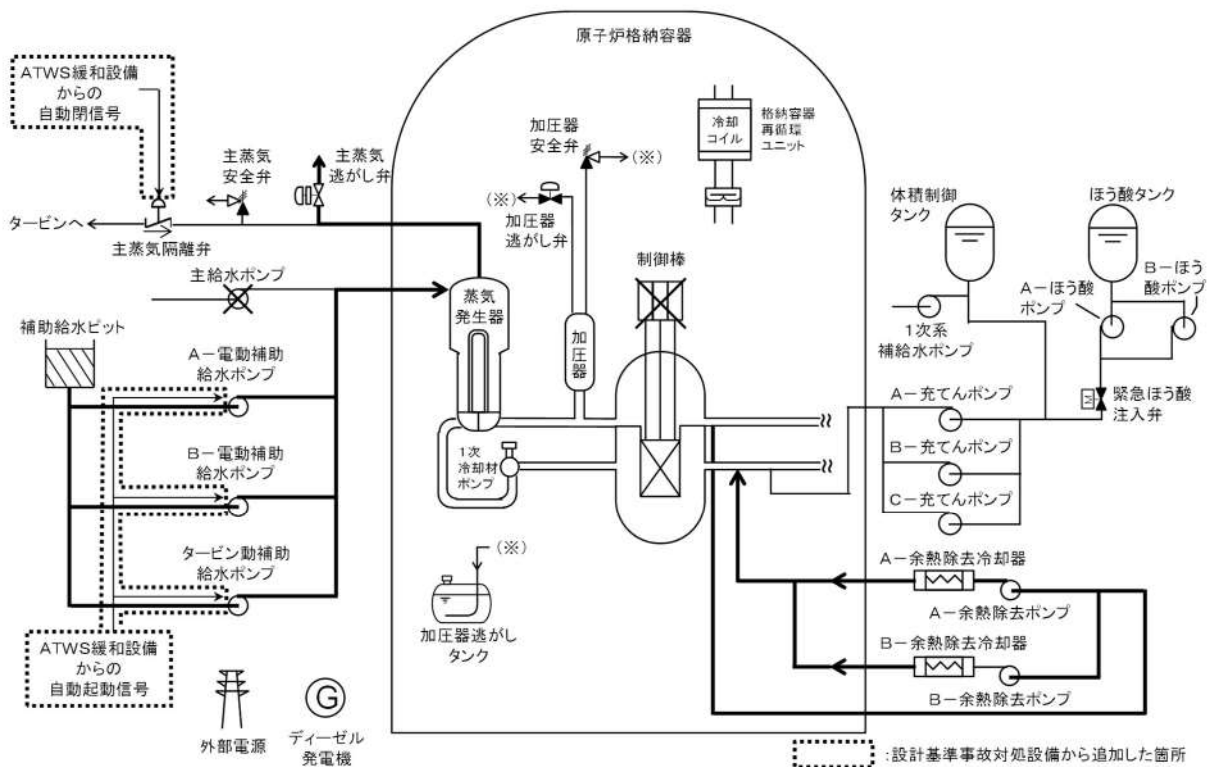 原子炉格納容器
ATWS緩和設備
からの
自動閉信号
主蒸気
安全弁
主蒸気
逃がし弁
タービンへ
主蒸気隔離弁
加圧器
安全弁
(※)
(※)
加圧器
逃がし弁
冷却
コイル
格納容器
再循環
ユニット
体積制御
タンク
ほう酸タンク
B-ほう
酸ポンプ
A-ほう酸
ポンプ
1次系
補給水ポンプ
M
緊急ほう酸
注入弁
制御棒
主給水ポンプ
蒸気
発生器
加圧器
補助給水ピット
A-電動補助
給水ポンプ
B-電動補助
給水ポンプ
タービン動補助
給水ポンプ
ATWS緩和設備
からの
自動起動信号
1次
冷却材
ポンプ
(※)
加圧器逃がし
タンク
A-充てんポンプ
B-充てんポンプ
C-充てんポンプ
A-余熱除去冷却器
A-余熱除去ポンプ
B-余熱除去冷却器
B-余熱除去ポンプ
外部電源
G
ディーゼル
発電機
:設計基準事故対処設備から追加した箇所